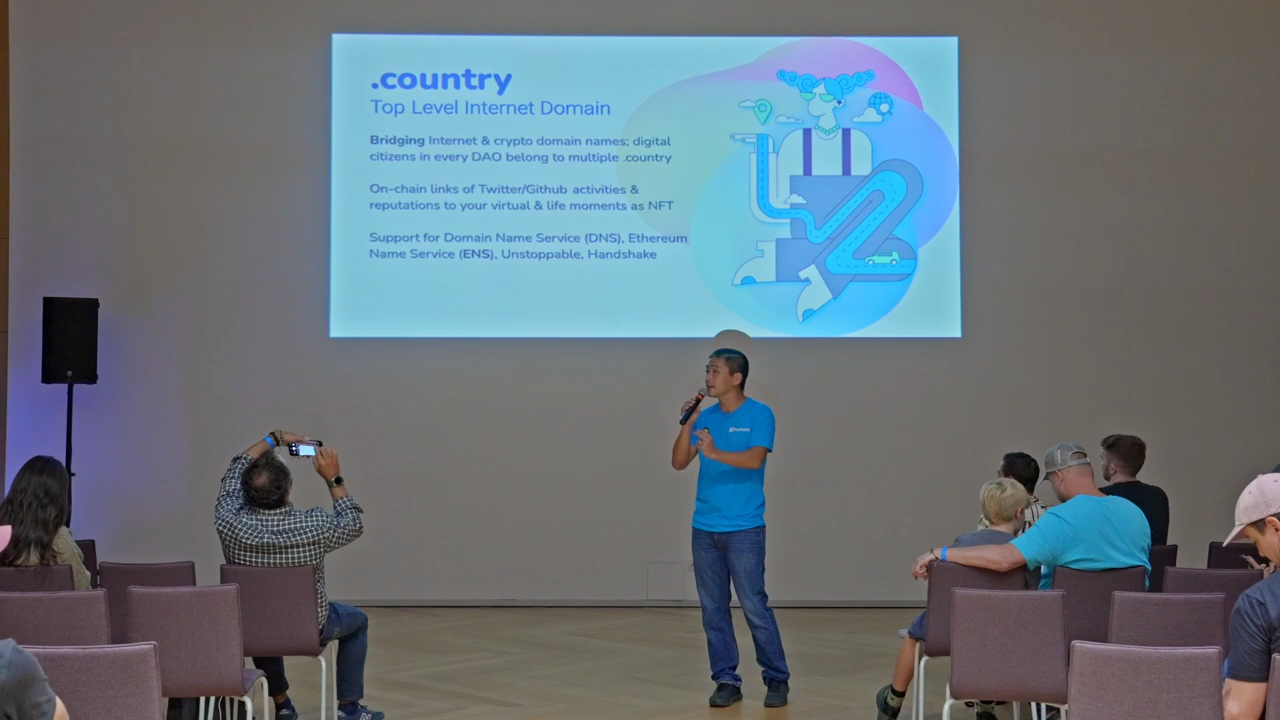 .country
Top Level Internet Domain
Bridging Internet & crypto domain names; digital
citizens in every DAO belong to multiple .country
On-chain links of Twitter/Github activities &
reputations to your virtual & life moments as NFT
Support for Domain Name Service (DNS), Ethereum
Name Service (ENS), Unstoppable, Handshake